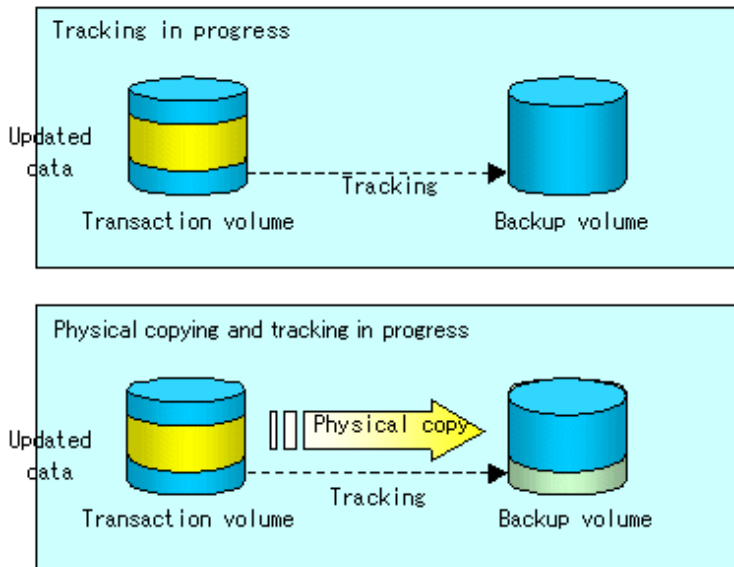 Tracking in progress
Updated
data
Tracking
Transaction volume
Backup volume
Physical copying and tracking in progress
Physical copy
Updated
data
Tracking
Transaction volume
Backup volume